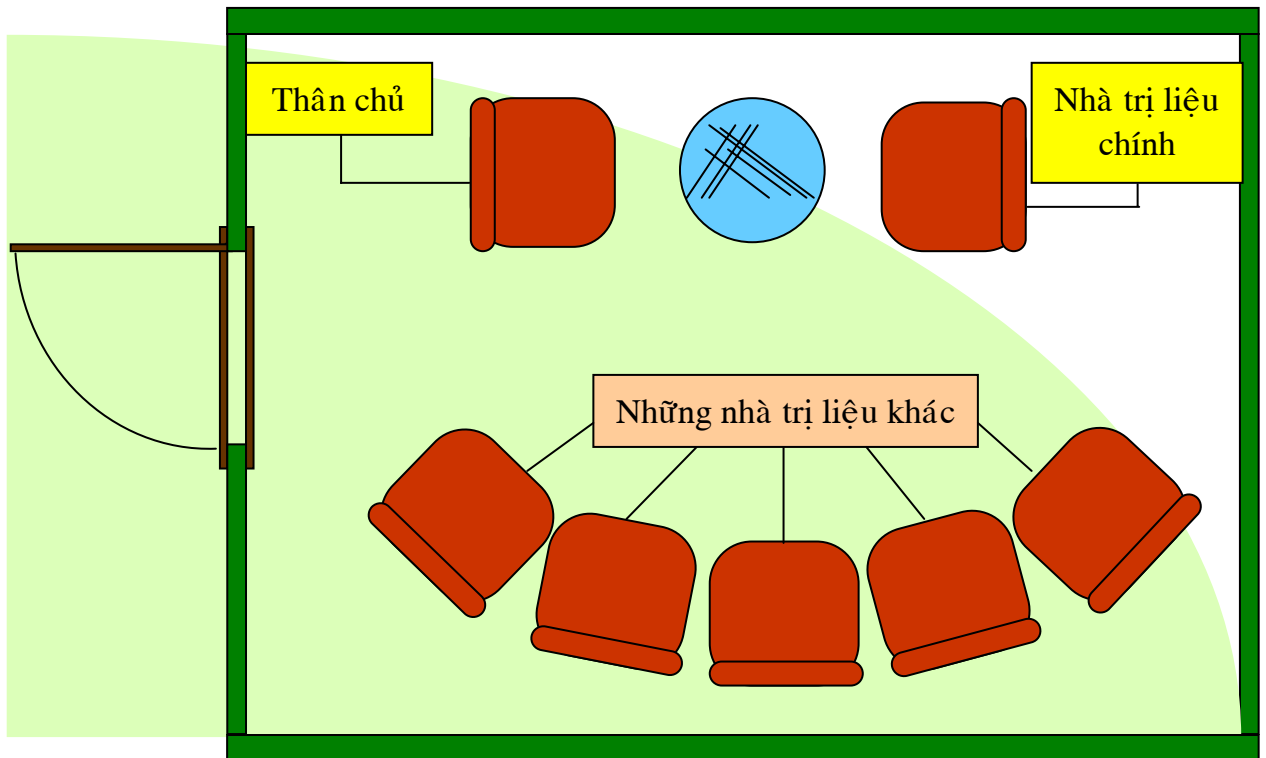 Thân chủ
Nhà trị liệu
chính
Những nhà trị liệu khác